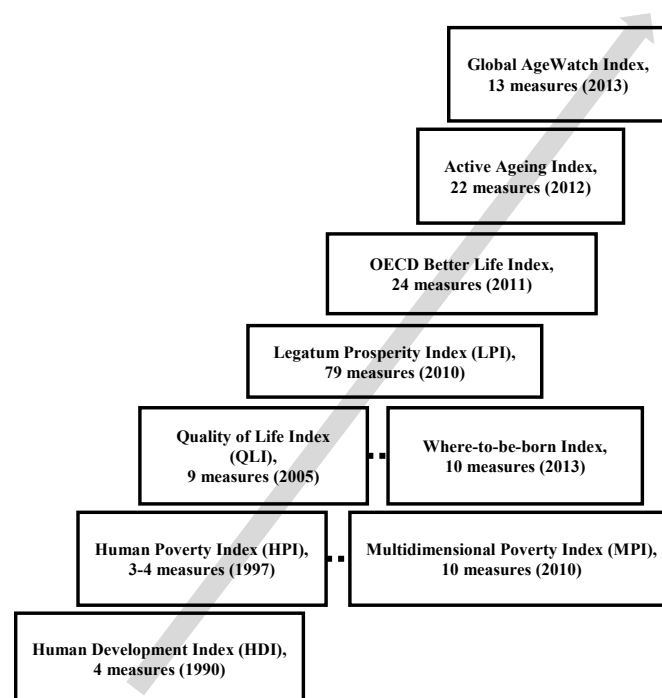 Global AgeWatch Index,
13 measures (2013)
Active Ageing Index,
22 measures (2012)
OECD Better Life Index,
24 measures (2011)
Legatum Prosperity Index (LPI),
79 measures (2010)
Quality of Life Index
(QLI),
9 measures (2005)
Where-to-be-born Index,
10 measures (2013)
Human Poverty Index (HPI),
3-4 measures (1997)
Multidimensional Poverty Index (MPI),
10 measures (2010)
Human Development Index (HDI),
4 measures (1990)